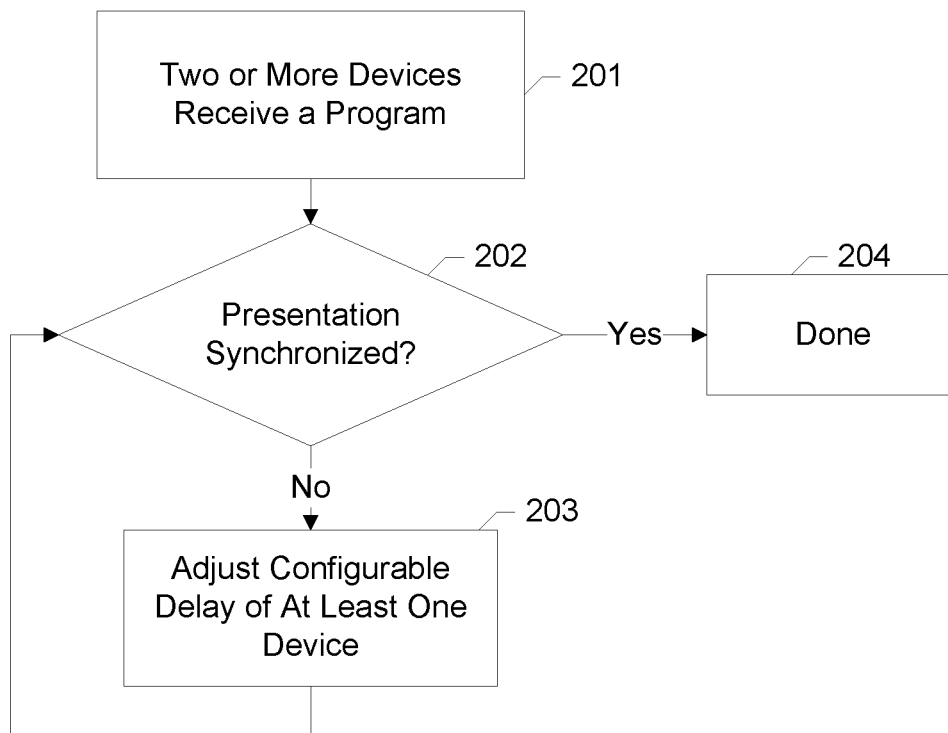 Two or More Devices
Receive a Program
201
202
Presentation
Synchronized?
Yes
204
Done
No
203
Adjust Configurable
Delay of At Least One
Device